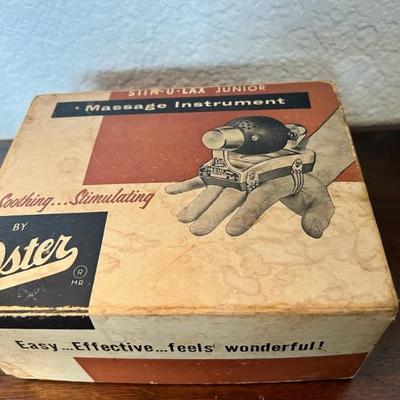 STIM-U-LAX JUNIOR
Massage Instrument
Soothing...Stimulating
BY
Oster
®
MR
Easy...Effective...feels wonderful!